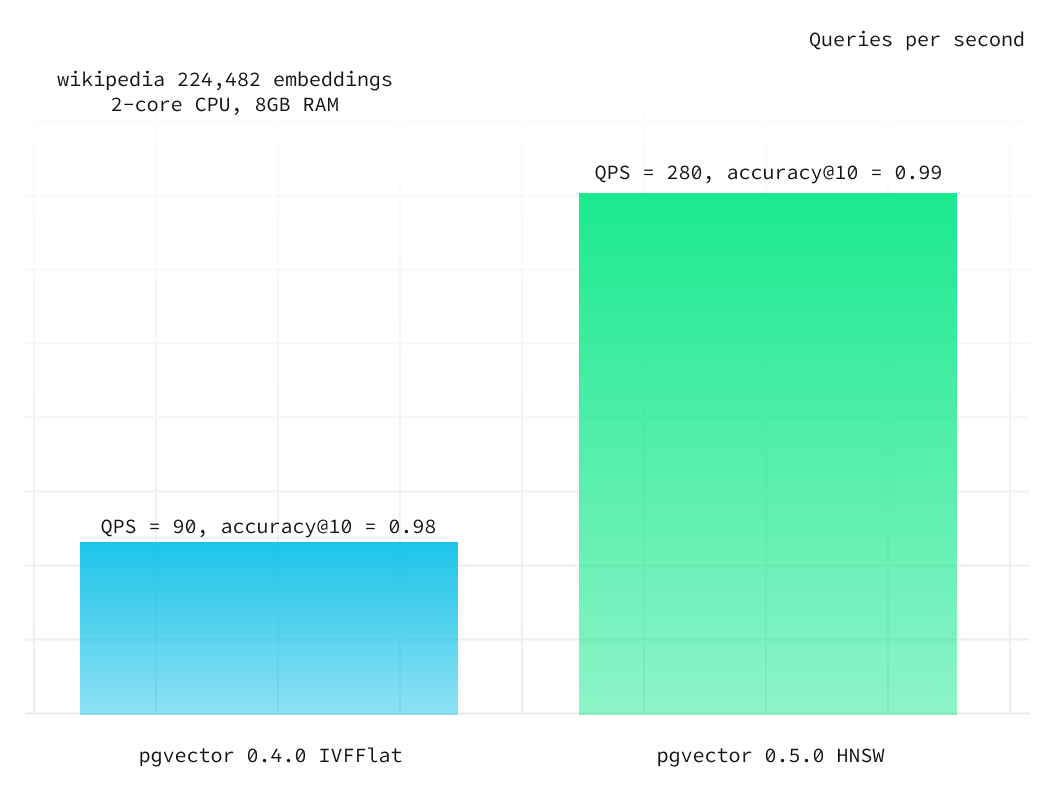 Queries per second
wikipedia 224,482 embeddings
2-core CPU, 8GB RAM
QPS = 280, accuracy@10 = 0.99
QPS = 90, accuracy@10 = 0.98
pgvector 0.4.0 IVFFlat
pgvector 0.5.0 HNSW